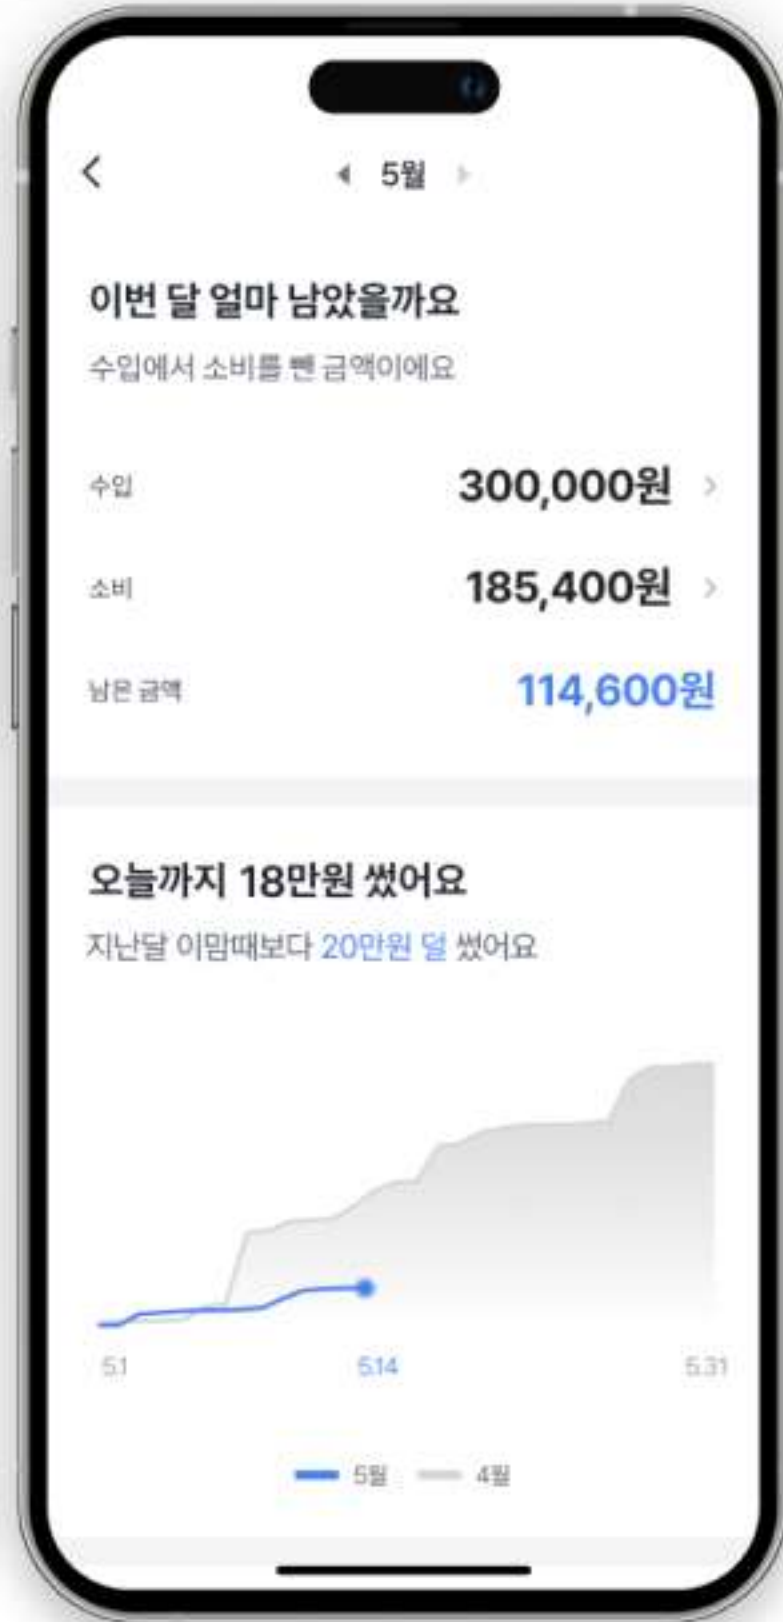 5월
이번 달 얼마 남았을까요
수입에서 소비를 뺀 금액이에요
수입 300,000원
소비 185,400원
남은 금액 114,600원
오늘까지 18만원 썼어요
지난달 이맘때보다 20만원 덜 썼어요
5.1 5.14 5.31
5월 4월